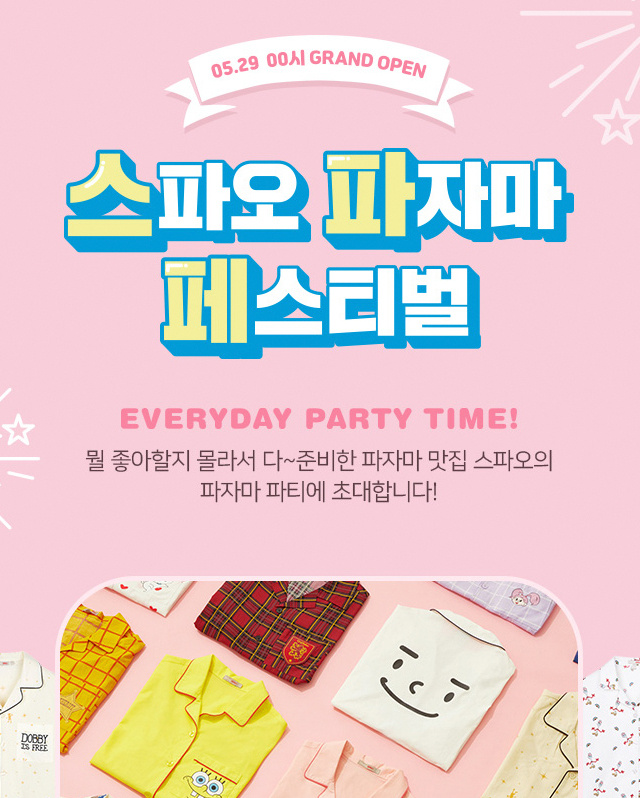 05.29 00시 GRAND OPEN
스파오 파자마
페스티벌
EVERYDAY PARTY TIME!
뭘 좋아할지 몰라서 다~준비한 파자마 맛집 스파오의
파자마 파티에 초대합니다!
DOBBY
IS FREE